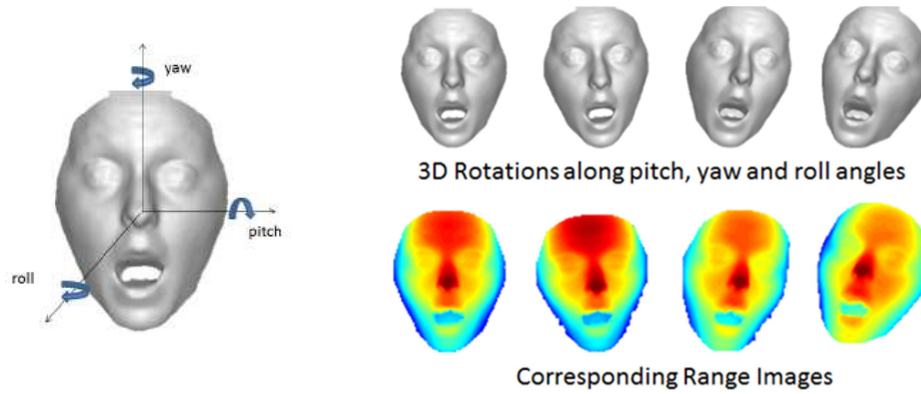 yaw
pitch
roll
3D Rotations along pitch, yaw and roll angles
Corresponding Range Images